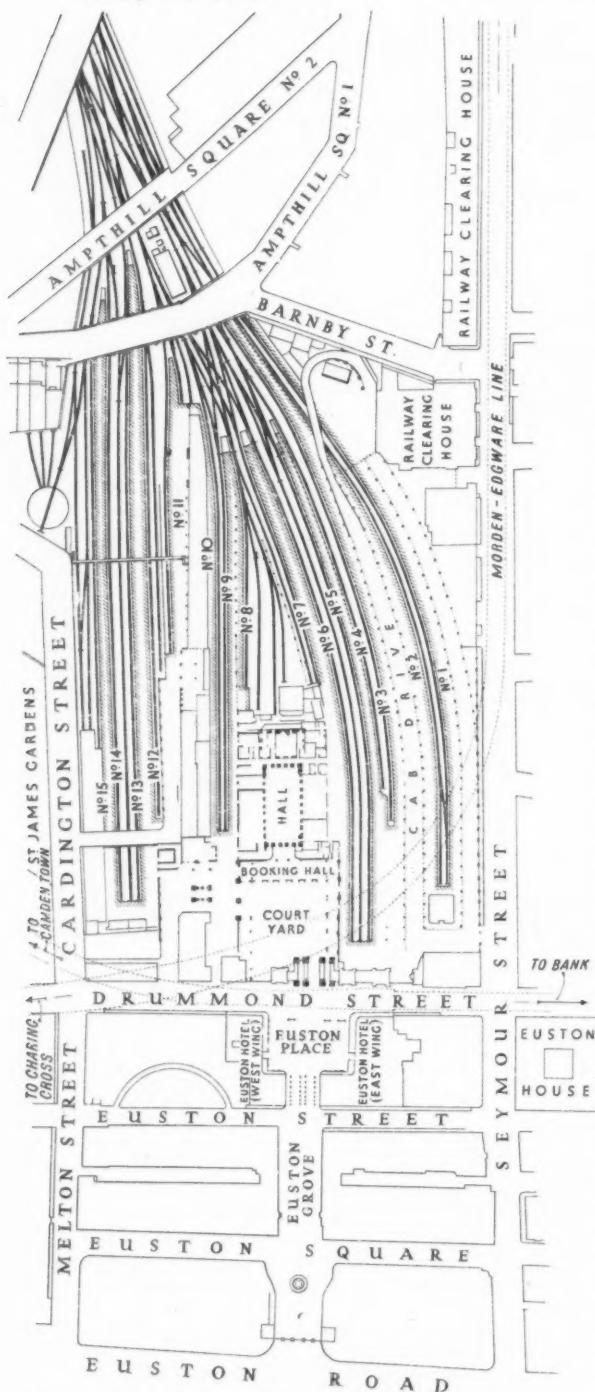 AMPTHILL SQUARE Nº 2
AMPTHILL SQ Nº 1
RAILWAY CLEARING HOUSE
BARNBY ST.
RAILWAY
CLEARING
HOUSE
MORDEN-EDGWARE LINE
Nº 11
Nº 10
Nº 9
Nº 8
Nº 7
Nº 6
Nº 5
Nº 4
Nº 3
CAB DRIVE
Nº 2
Nº 1
Nº 15
Nº 14
Nº 13
Nº 12
ST JAMES GARDENS
CARDINGTON STREET
TO
CAMDEN TOWN
HALL
BOOKING HALL
COURT
YARD
SEYMOUR STREET
TO BANK
DRUMMOND STREET
TO CHARING
CROSS
EUSTON HOTEL
(WEST WING)
EUSTON
PLACE
EUSTON HOTEL
(EAST WING)
EUSTON
HOUSE
MELTON STREET
EUSTON STREET
EUSTON
GROVE
EUSTON SQUARE
EUSTON ROAD